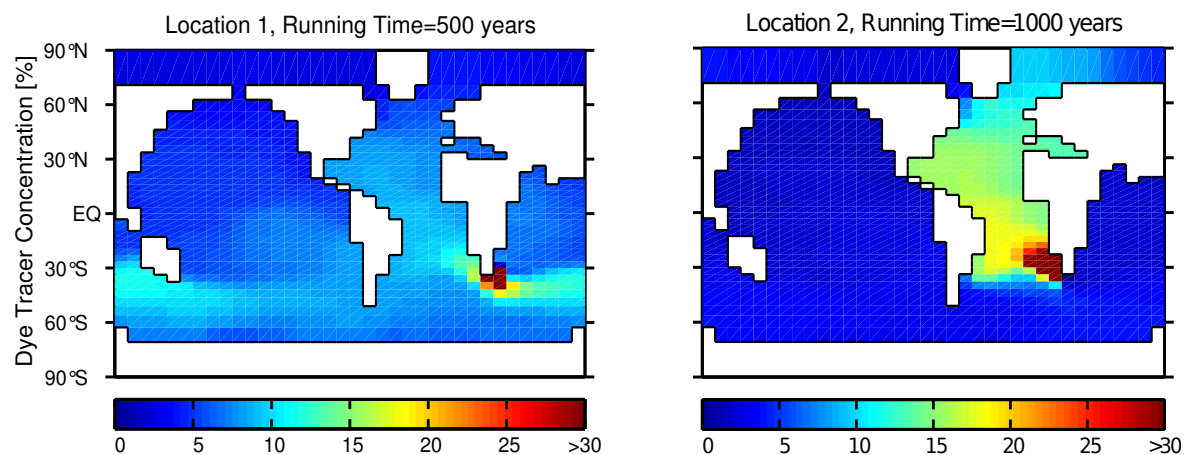 Location 1, Running Time=500 years
Location 2, Running Time=1000 years
Dye Tracer Concentration [%]
90°N
60°N
30°N
EQ
30°S
60°S
90°S
0 5 10 15 20 25 >30
0 5 10 15 20 25 >30